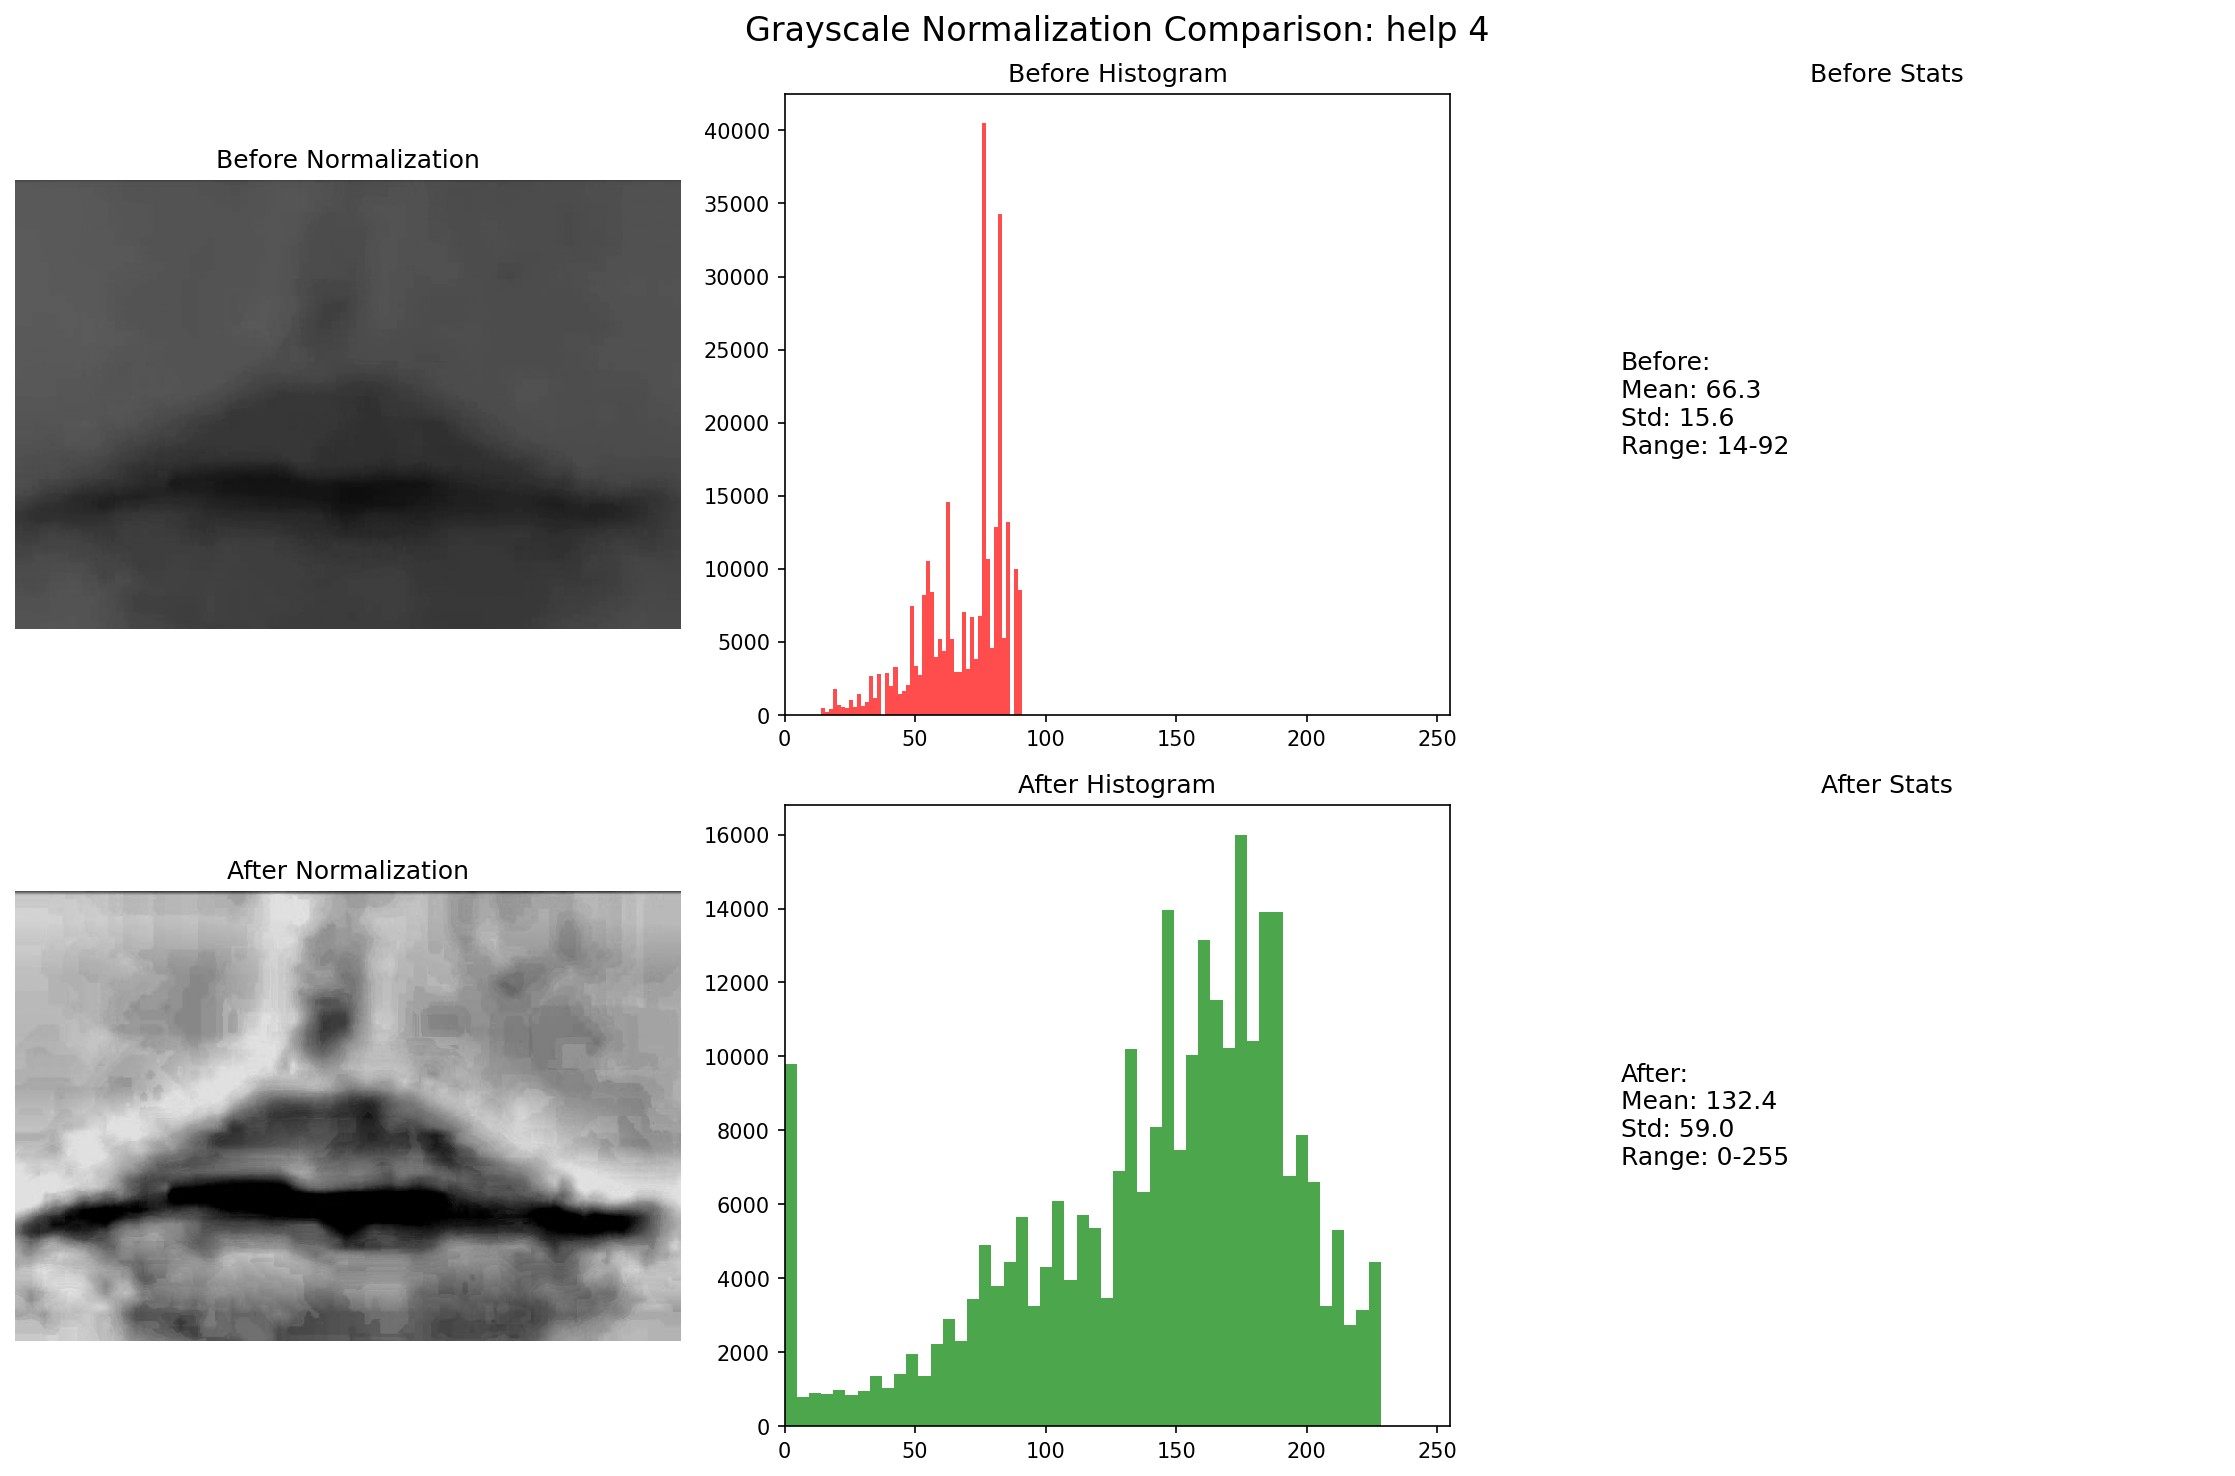 Grayscale Normalization Comparison: help 4
Before Normalization
Before Histogram
40000
35000
30000
25000
20000
15000
10000
5000
0
0 50 100 150 200 250
Before Stats
Before:
Mean: 66.3
Std: 15.6
Range: 14-92
After Normalization
After Histogram
16000
14000
12000
10000
8000
6000
4000
2000
0
0 50 100 150 200 250
After Stats
After:
Mean: 132.4
Std: 59.0
Range: 0-255